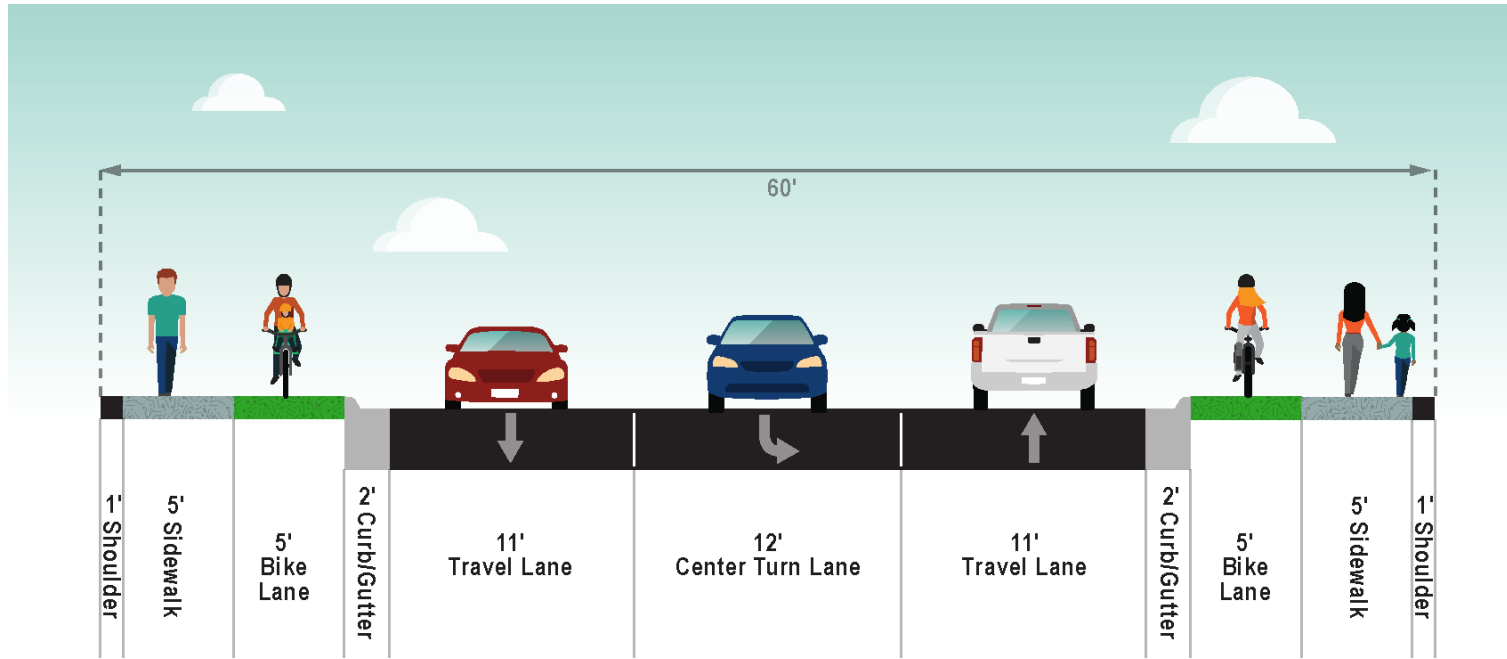 60'
1' Shoulder
5' Sidewalk
5'
Bike
Lane
2' Curb/Gutter
11'
Travel Lane
12'
Center Turn Lane
11'
Travel Lane
2' Curb/Gutter
5'
Bike
Lane
5' Sidewalk
1' Shoulder